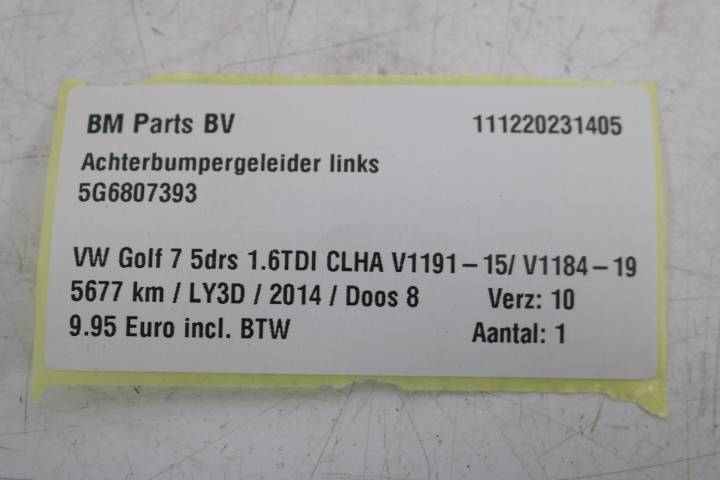 BM Parts BV 111220231405
Achterbumpergeleider links
5G6807393
VW Golf 7 5drs 1.6TDI CLHA V1191-15/ V1184-19
5677 km / LY3D / 2014 / Doos 8 Verz: 10
9.95 Euro incl. BTW Aantal: 1